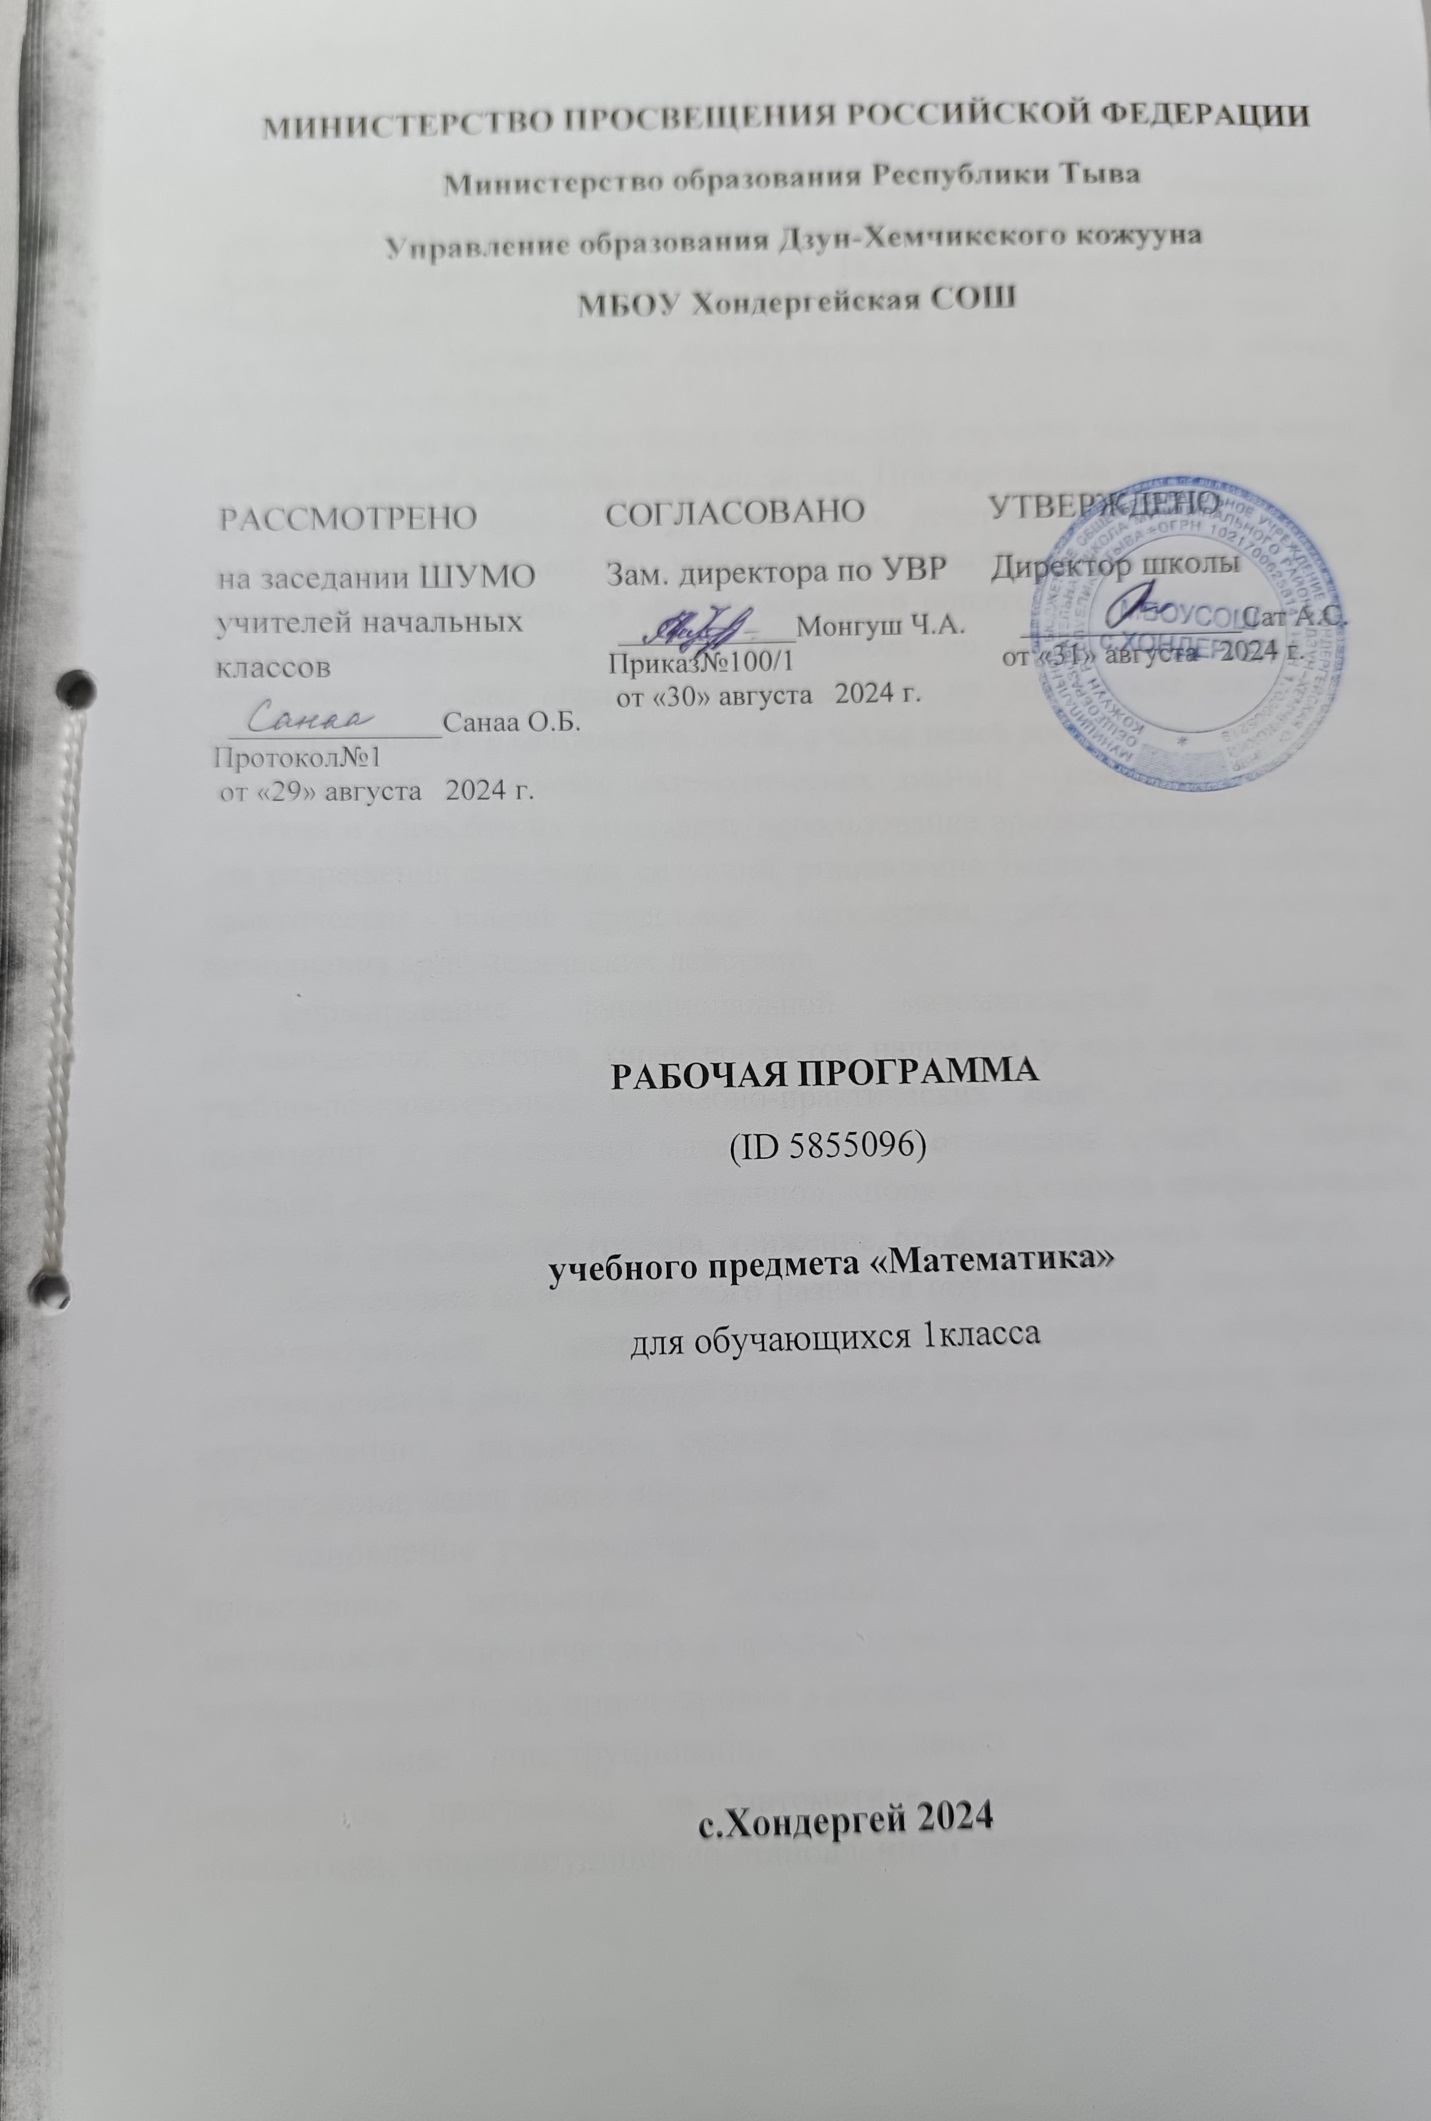 МИНИСТЕРСТВО ПРОСВЕЩЕНИЯ РОССИЙСКОЙ ФЕДЕРАЦИИ
Министерство образования Республики Тыва
Управление образования Дзун-Хемчикского кожууна
МБОУ Хондергейская СОШ
РАССМОТРЕНО
на заседании ШУМО
учителей начальных
классов
Санаа
Санаа О.Б.
Протокол№1
от «29» августа 2024 г.
СОГЛАСОВАНО
Зам. директора по УВР
Монгуш Ч.А.
Приказ№100/1
от «30» августа 2024 г.
УТВЕРЖДЕНО
Директор школы
Сат А.С.
от «31» августа 2024 г.
МБОУСОШ
с.ХОНДЕРГЕЙ
РАБОЧАЯ ПРОГРАММА
(ID 5855096)
учебного предмета «Математика»
для обучающихся 1класса
с.Хондергей 2024